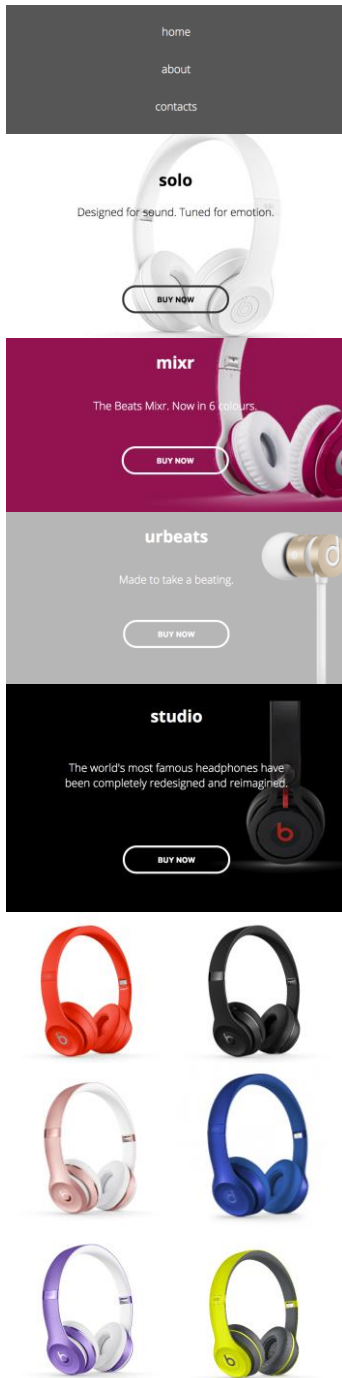 home
about
contacts
solo
Designed for sound. Tuned for emotion.
BUY NOW
mixr
The Beats Mixr. Now in 6 colours.
BUY NOW
urbeats
Made to take a beating.
BUY NOW
studio
The world's most famous headphones have
been completely redesigned and reimagined.
BUY NOW